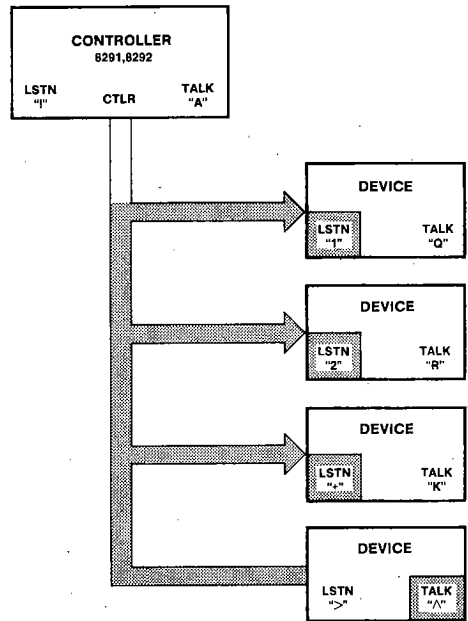 CONTROLLER
8291,8292
LSTN CTLR TALK
"!" "A"
DEVICE
LSTN TALK
"1" "Q"
DEVICE
LSTN TALK
"2" "R"
DEVICE
LSTN TALK
"+" "K"
DEVICE
LSTN TALK
">" "^"